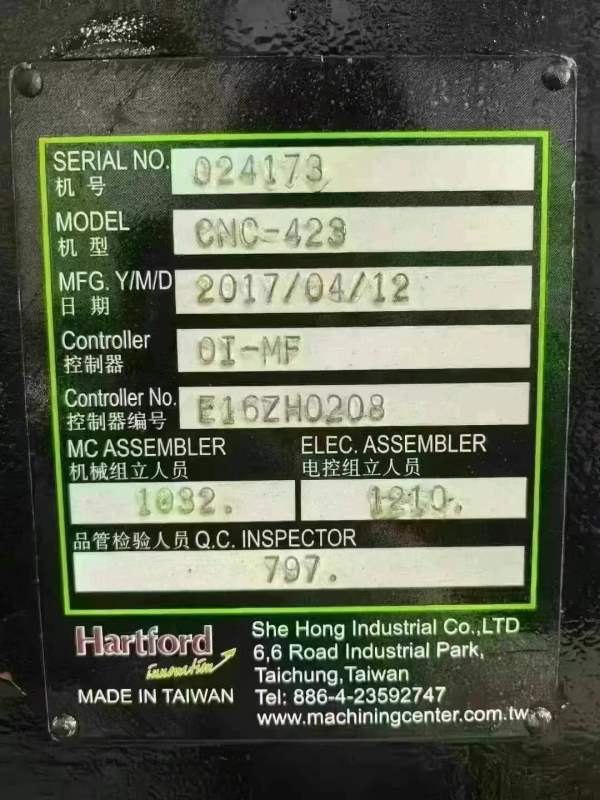 SERIAL NO. 024173
机 号
MODEL CNC-423
机 型
MFG. Y/M/D 2017/04/12
日 期
Controller 0I-MF
控制器
Controller No. E16ZH0208
控制器编号
MC ASSEMBLER ELEC. ASSEMBLER
机械组立人员 电控组立人员
1032. 1210.
品管检验人员 Q.C. INSPECTOR
797.
Hartford
innovation
MADE IN TAIWAN
She Hong Industrial Co.,LTD
6,6 Road Industrial Park,
Taichung,Taiwan
Tel: 886-4-23592747
www.machiningcenter.com.tw